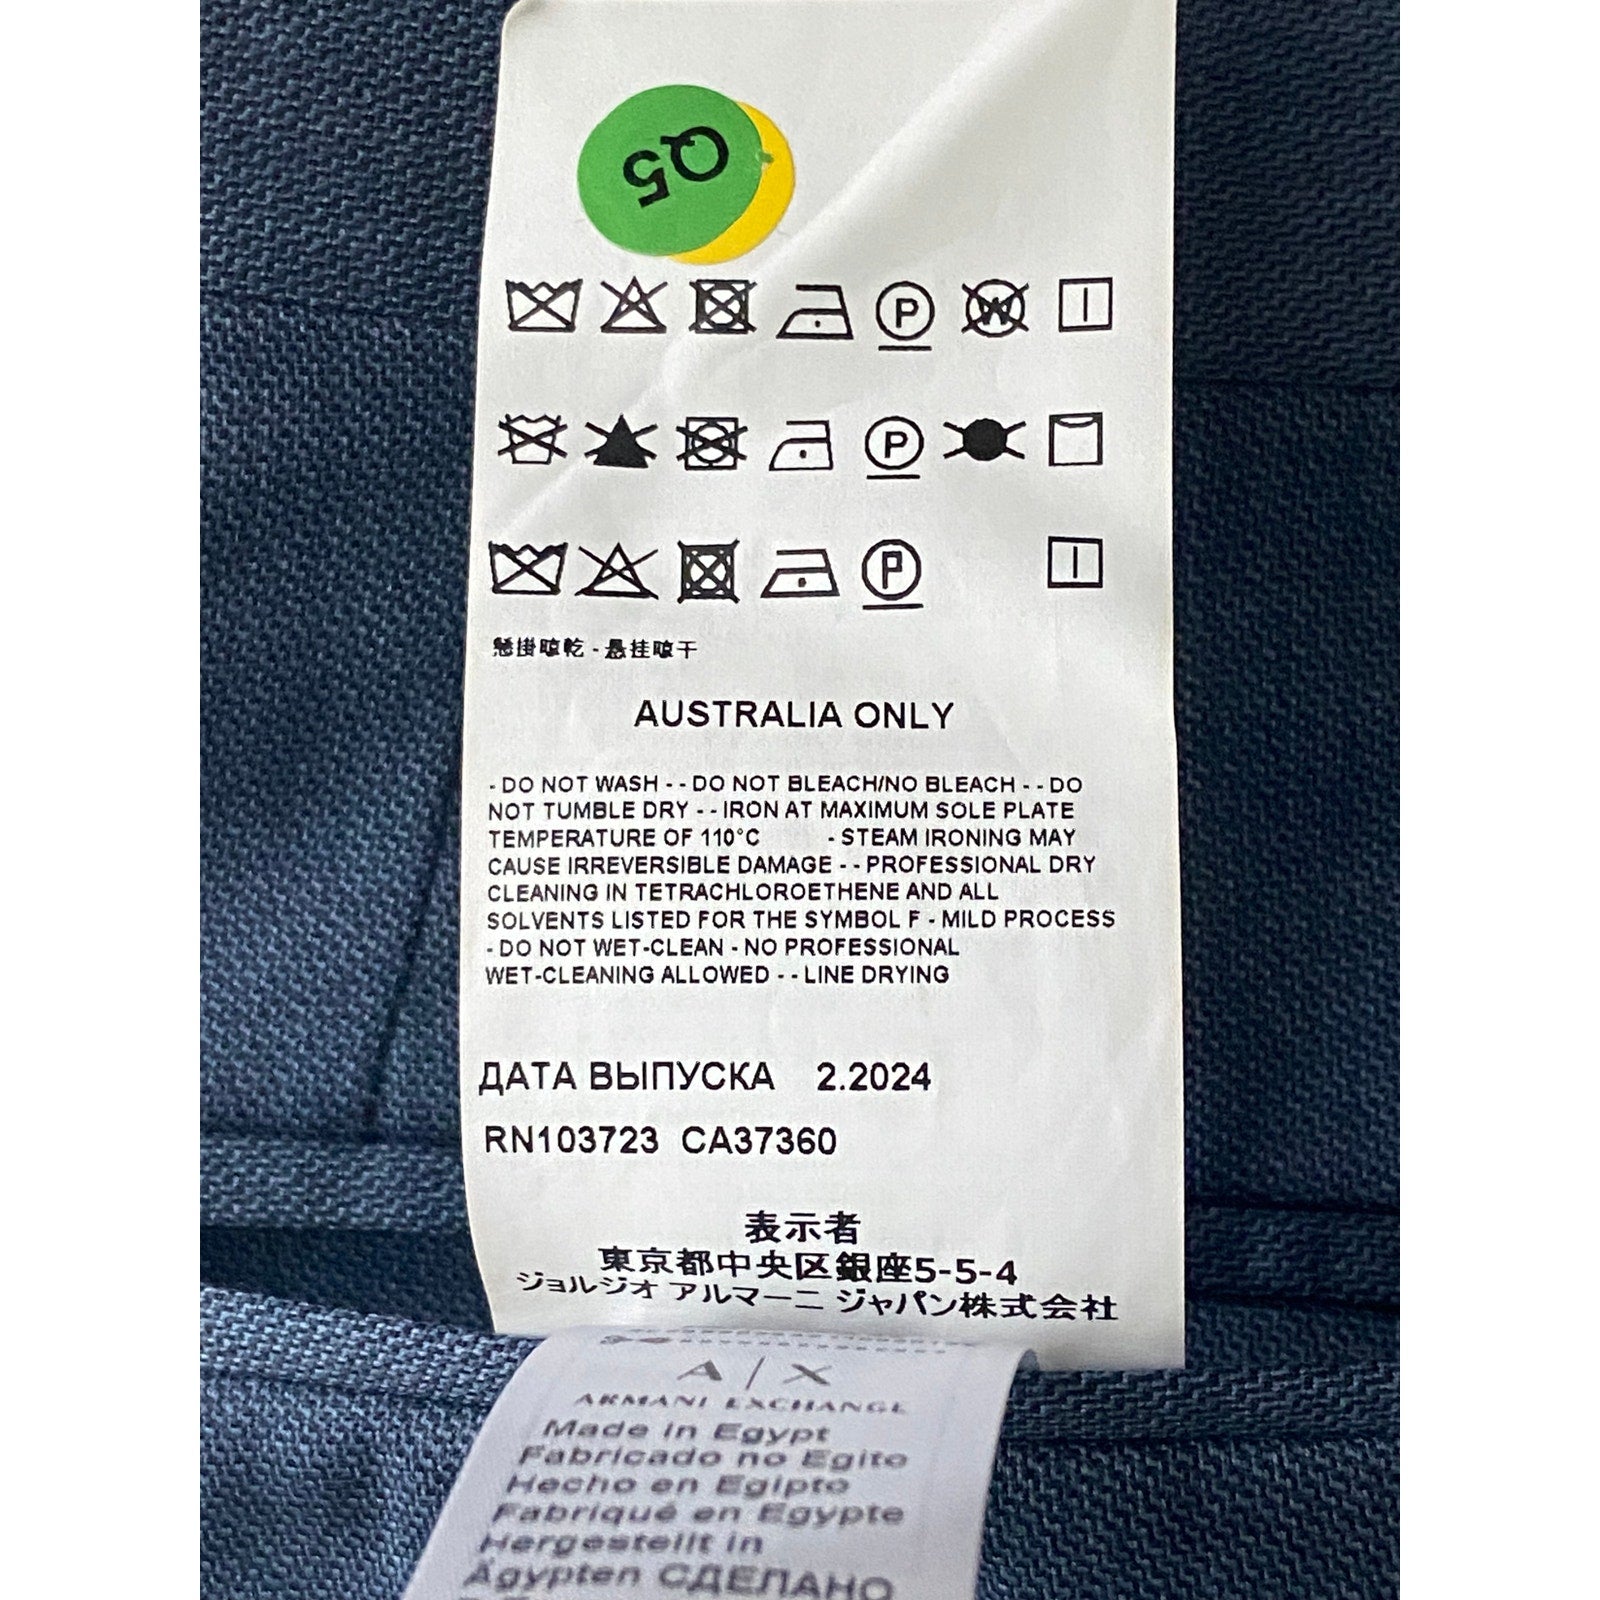 Q5
P W
P
P
懸掛晾乾 - 悬挂晾干
AUSTRALIA ONLY
- DO NOT WASH - - DO NOT BLEACH/NO BLEACH - - DO
NOT TUMBLE DRY - - IRON AT MAXIMUM SOLE PLATE
TEMPERATURE OF 110°C - STEAM IRONING MAY
CAUSE IRREVERSIBLE DAMAGE - - PROFESSIONAL DRY
CLEANING IN TETRACHLOROETHENE AND ALL
SOLVENTS LISTED FOR THE SYMBOL F - MILD PROCESS
- DO NOT WET-CLEAN - NO PROFESSIONAL
WET-CLEANING ALLOWED - - LINE DRYING
ДАТА ВЫПУСКА 2.2024
RN103723 CA37360
表示者
東京都中央区銀座5-5-4
ジョルジオ アルマーニ ジャパン株式会社
A|X
ARMANI EXCHANGE
Made in Egypt
Fabricado no Egito
Hecho en Egipto
Fabriqué en Egypte
Hergestellt in
Ägypten СДЕЛАНО